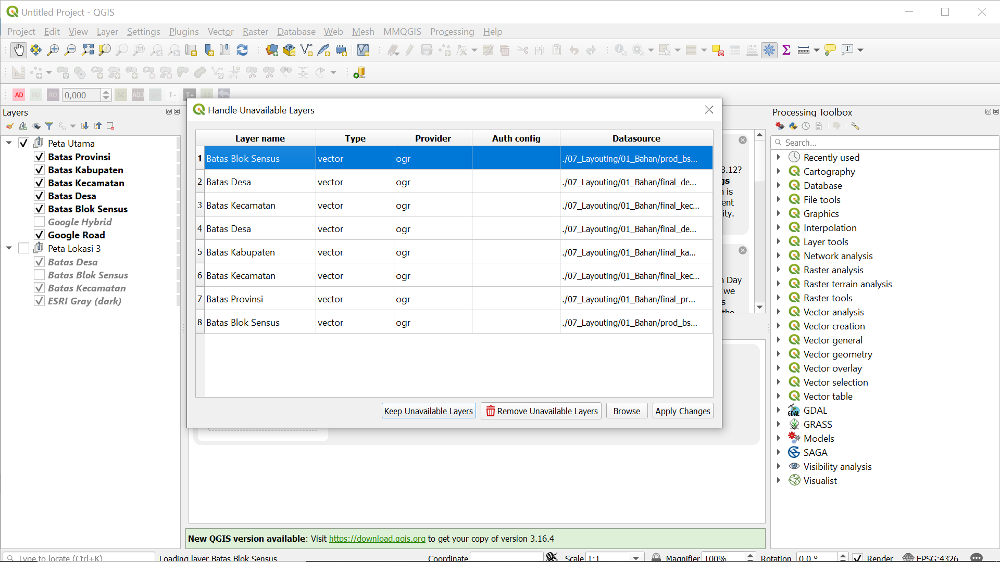 Untitled Project - QGIS
Project Edit View Layer Settings Plugins Vector Raster Database Web Mesh MMQGIS Processing Help
AD MO RO 0,000 SC ADJ T- T+
Layers
Peta Utama
Batas Provinsi
Batas Kabupaten
Batas Kecamatan
Batas Desa
Batas Blok Sensus
Google Hybrid
Google Road
Peta Lokasi 3
Batas Desa
Batas Blok Sensus
Batas Kecamatan
ESRI Gray (dark)
Handle Unavailable Layers
Layer name Type Provider Auth config Datasource
1 Batas Blok Sensus vector ogr ./07_Layouting/01_Bahan/prod_bs...
2 Batas Desa vector ogr ./07_Layouting/01_Bahan/final_de...
3 Batas Kecamatan vector ogr ./07_Layouting/01_Bahan/final_kec...
4 Batas Desa vector ogr ./07_Layouting/01_Bahan/final_de...
5 Batas Kabupaten vector ogr ./07_Layouting/01_Bahan/final_ka...
6 Batas Kecamatan vector ogr ./07_Layouting/01_Bahan/final_kec...
7 Batas Provinsi vector ogr ./07_Layouting/01_Bahan/final_pr...
8 Batas Blok Sensus vector ogr ./07_Layouting/01_Bahan/prod_bs...
Keep Unavailable Layers Remove Unavailable Layers Browse Apply Changes
3.12?
gs
is
ent
ity.
Day
we
s
the
New QGIS version available: Visit https://download.qgis.org to get your copy of version 3.16.4
Processing Toolbox
Search...
Recently used
Cartography
Database
File tools
Graphics
Interpolation
Layer tools
Network analysis
Raster analysis
Raster terrain analysis
Raster tools
Vector analysis
Vector creation
Vector general
Vector geometry
Vector overlay
Vector selection
Vector table
GDAL
GRASS
Models
SAGA
Visibility analysis
Visualist
Type to locate (Ctrl+K) Loading layer Batas Blok Sensus Coordinate Scale 1:1 Magnifier 100% Rotation 0,0 ° Render EPSG:4326